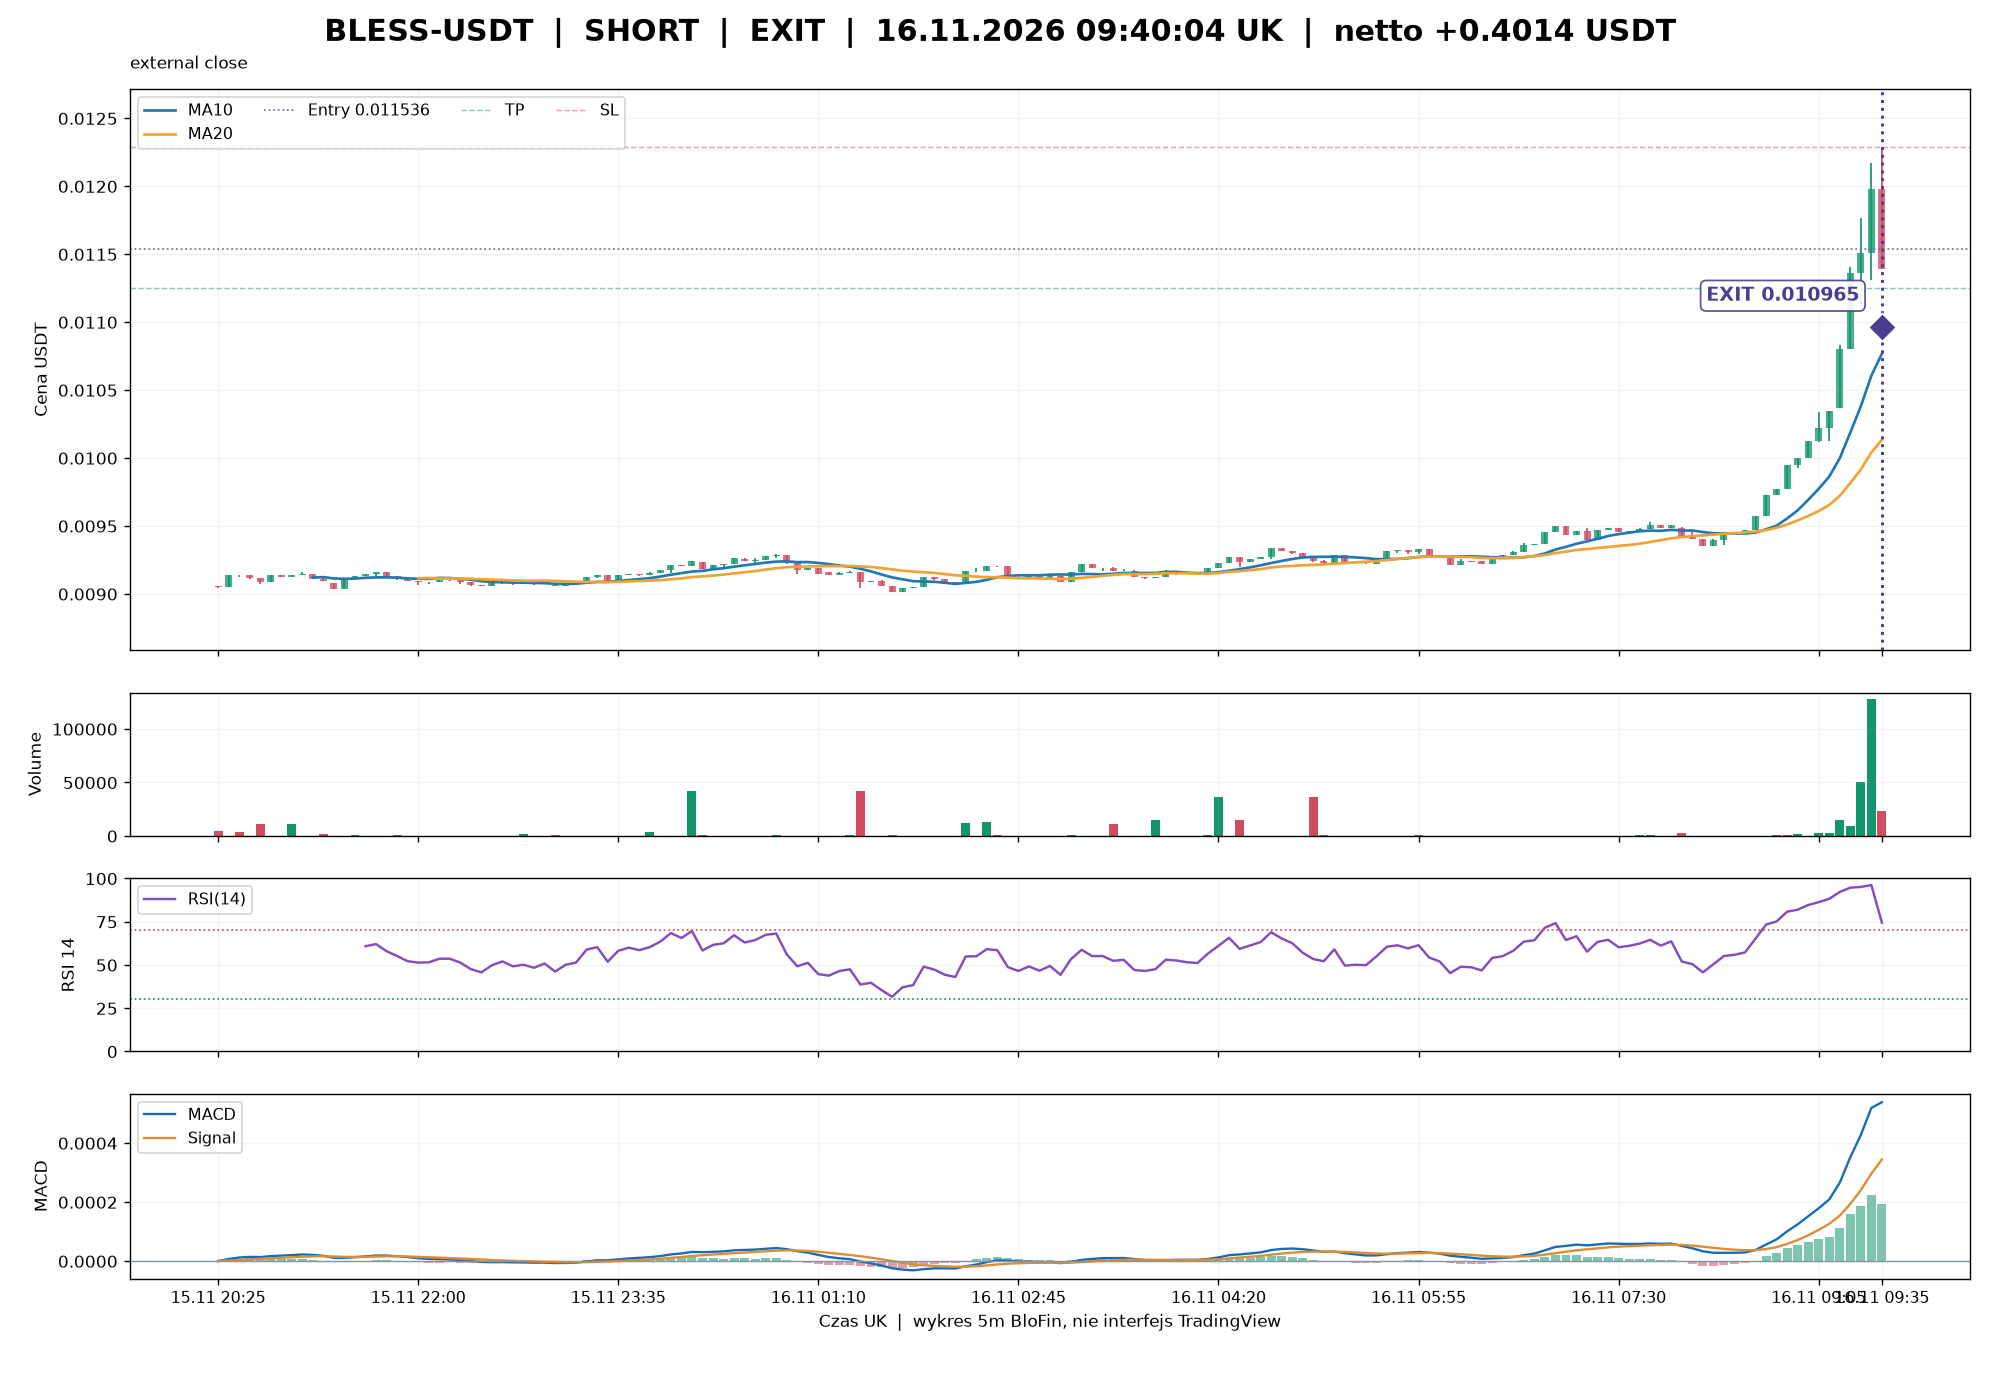 BLESS-USDT | SHORT | EXIT | 16.11.2026 09:40:04 UK | netto +0.4014 USDT
external close
MA10
MA20
Entry 0.011536
TP
SL
Cena USDT
0.0125
0.0120
0.0115
0.0110
0.0105
0.0100
0.0095
0.0090
EXIT 0.010965
Volume
100000
50000
0
RSI(14)
RSI 14
100
75
50
25
0
MACD
Signal
MACD
0.0004
0.0002
0.0000
15.11 20:25
15.11 22:00
15.11 23:35
16.11 01:10
16.11 02:45
16.11 04:20
16.11 05:55
16.11 07:30
16.11 09:05
16.11 09:35
Czas UK | wykres 5m BloFin, nie interfejs TradingView